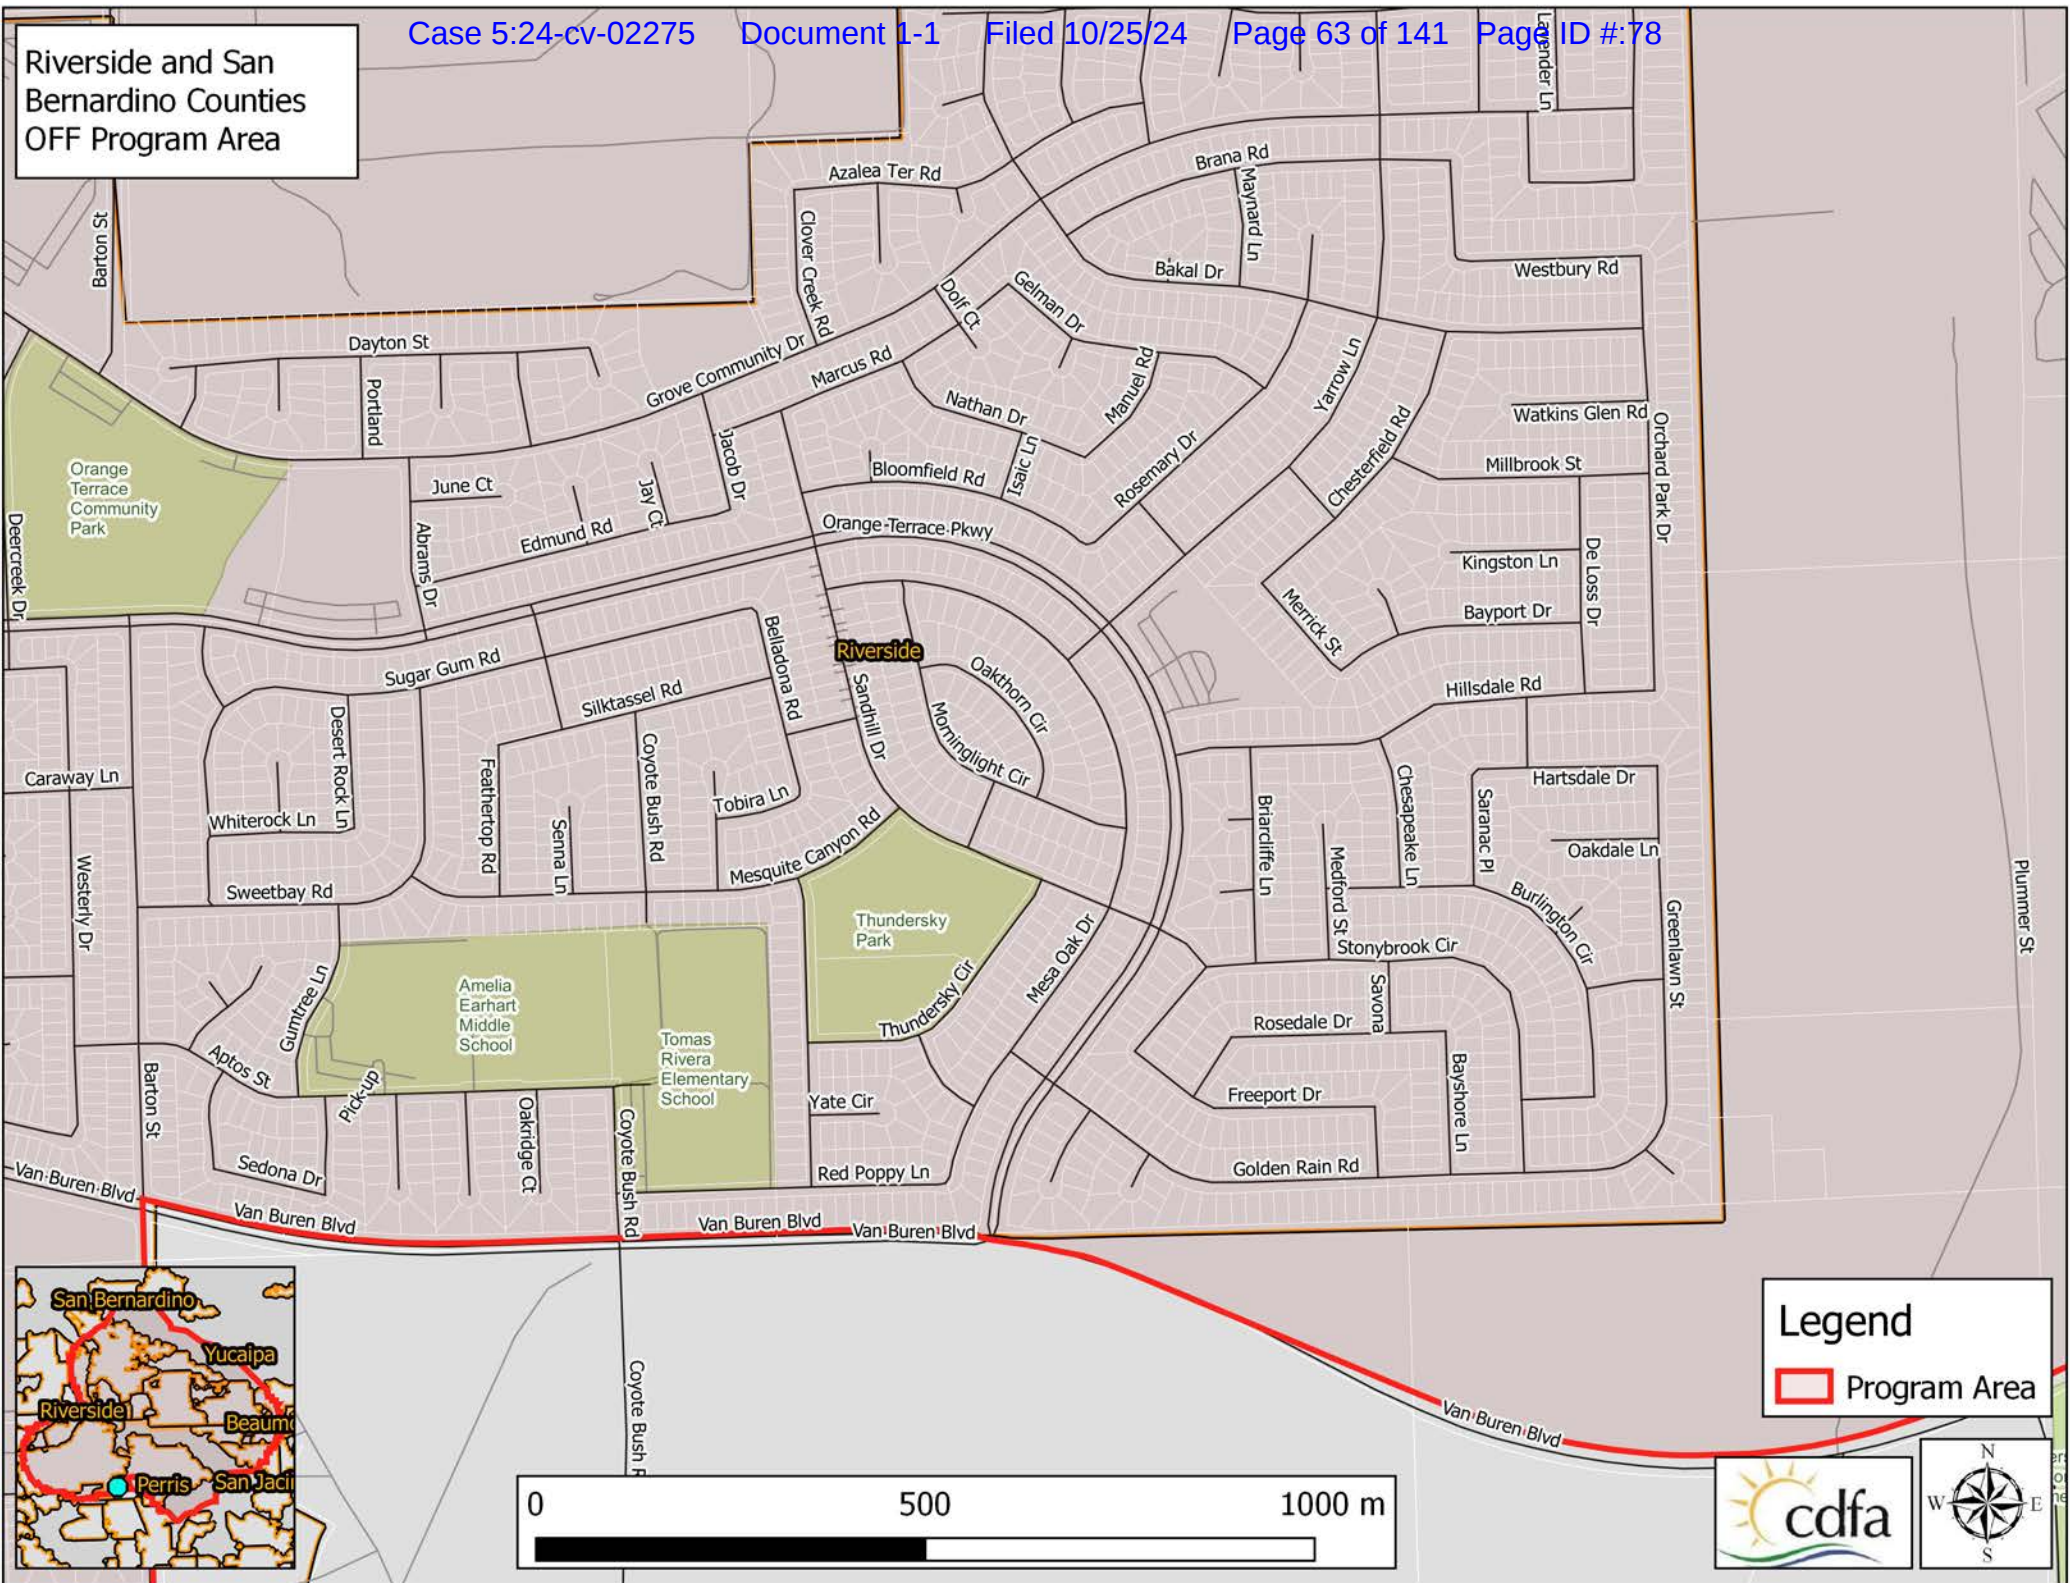 Case 5:24-cv-02275 Document 1-1 Filed 10/25/24 Page 63 of 141 Page ID #:78
Riverside and San
Bernardino Counties
OFF Program Area
Lavender Ln
Brana Rd
Azalea Ter Rd
Maynard Ln
Barton St
Clover Creek Rd
Bakal Dr
Westbury Rd
Dolf Ct
Gelman Dr
Dayton St
Grove Community Dr
Marcus Rd
Yarrow Ln
Manuel Rd
Portland
Nathan Dr
Watkins Glen Rd
Orchard Park Dr
Chesterfield Rd
Jacob Dr
Isaic Ln
Rosemary Dr
Millbrook St
Orange
Terrace
Community
Park
June Ct
Jay Ct
Bloomfield Rd
Deercreek Dr
Abrams Dr
Edmund Rd
Orange Terrace Pkwy
Kingston Ln
De Loss Dr
Merrick St
Bayport Dr
Belladona Rd
Riverside
Sugar Gum Rd
Oakthorn Cir
Silktassel Rd
Sandhill Dr
Hillsdale Rd
Desert Rock Ln
Morninglight Cir
Coyote Bush Rd
Feathertop Rd
Caraway Ln
Tobira Ln
Chesapeake Ln
Hartsdale Dr
Whiterock Ln
Senna Ln
Briarcliffe Ln
Saranac Pl
Mesquite Canyon Rd
Medford St
Oakdale Ln
Westerly Dr
Sweetbay Rd
Burlington Cir
Plummer St
Thundersky
Park
Mesa Oak Dr
Stonybrook Cir
Greenlawn St
Gumtree Ln
Amelia
Earhart
Middle
School
Thundersky Cir
Savona
Rosedale Dr
Tomas
Rivera
Elementary
School
Aptos St
Barton St
Pick-up
Yate Cir
Freeport Dr
Bayshore Ln
Oakridge Ct
Coyote Bush Rd
Sedona Dr
Red Poppy Ln
Golden Rain Rd
Van Buren Blvd
Van Buren Blvd
Van Buren Blvd
Van Buren Blvd
San Bernardino
Yucaipa
Riverside
Beaumo
Perris
San Jaci
Coyote Bush R
Legend
Program Area
Van Buren Blvd
0 500 1000 m
cdfa
N
W E
S